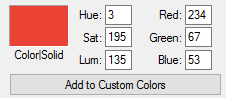 Hue: 3 Red: 234
Sat: 195 Green: 67
Color|Solid Lum: 135 Blue: 53
Add to Custom Colors